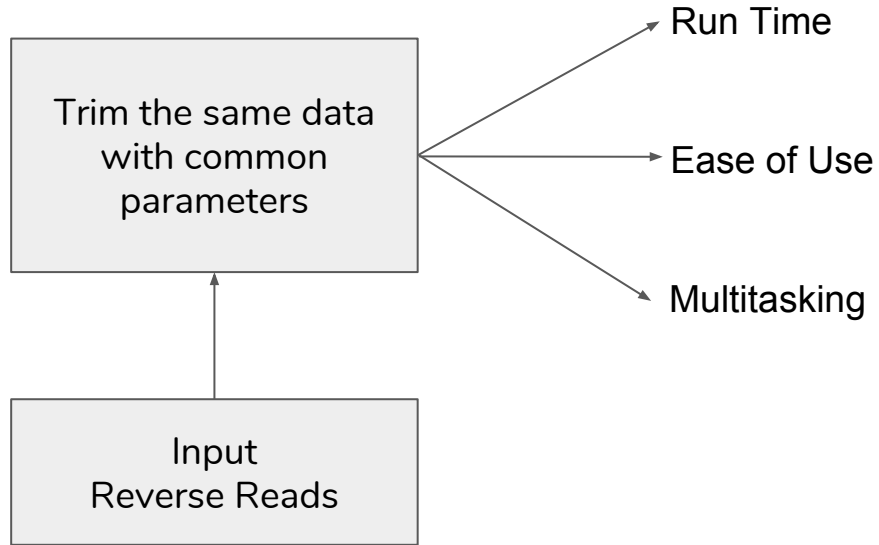 Run Time
Trim the same data
with common
parameters
Ease of Use
Multitasking
Input
Reverse Reads